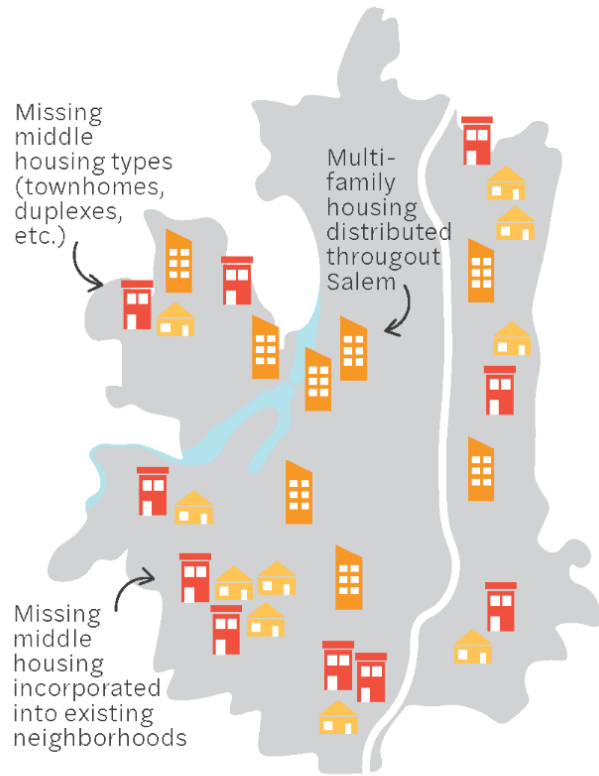 Missing
middle
housing types
(townhomes,
duplexes,
etc.)
Multi-
family
housing
distributed
througout
Salem
Missing
middle
housing
incorporated
into existing
neighborhoods